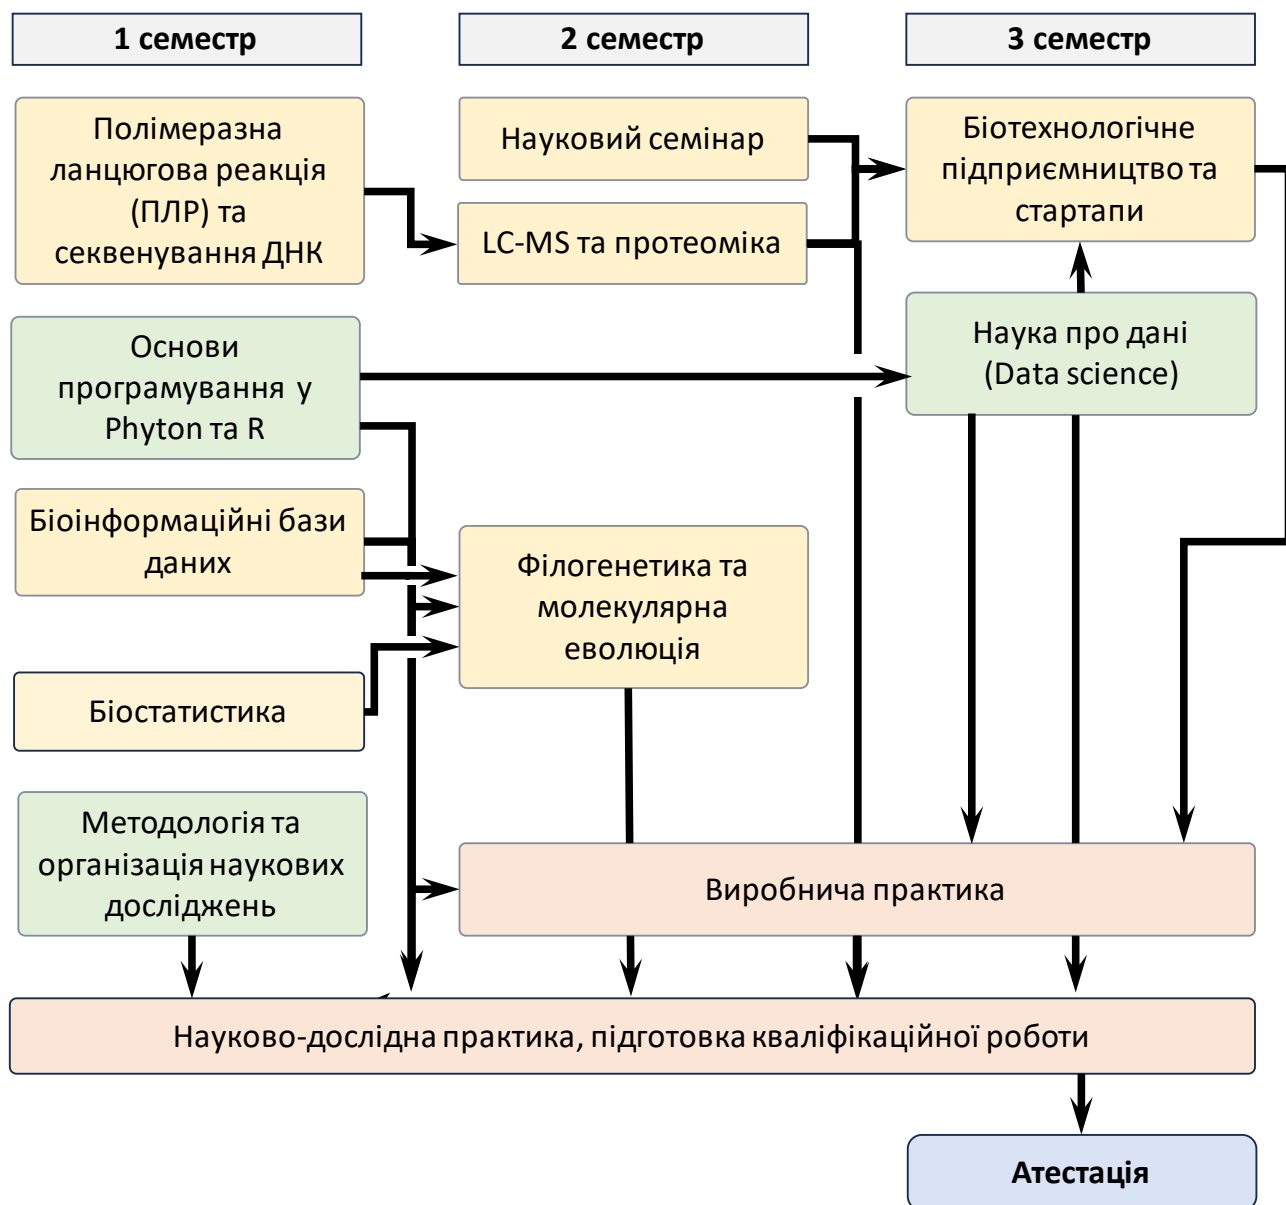 1 семестр
2 семестр
3 семестр
Полімеразна
ланцюгова реакція
(ПЛР) та
секвенування ДНК
Науковий семінар
LC-MS та протеоміка
Біотехнологічне
підприємництво та
стартапи
Основи
програмування у
Phyton та R
Наука про дані
(Data science)
Біоінформаційні бази
даних
Філогенетика та
молекулярна
еволюція
Біостатистика
Методологія та
організація наукових
досліджень
Виробнича практика
Науково-дослідна практика, підготовка кваліфікаційної роботи
Атестація